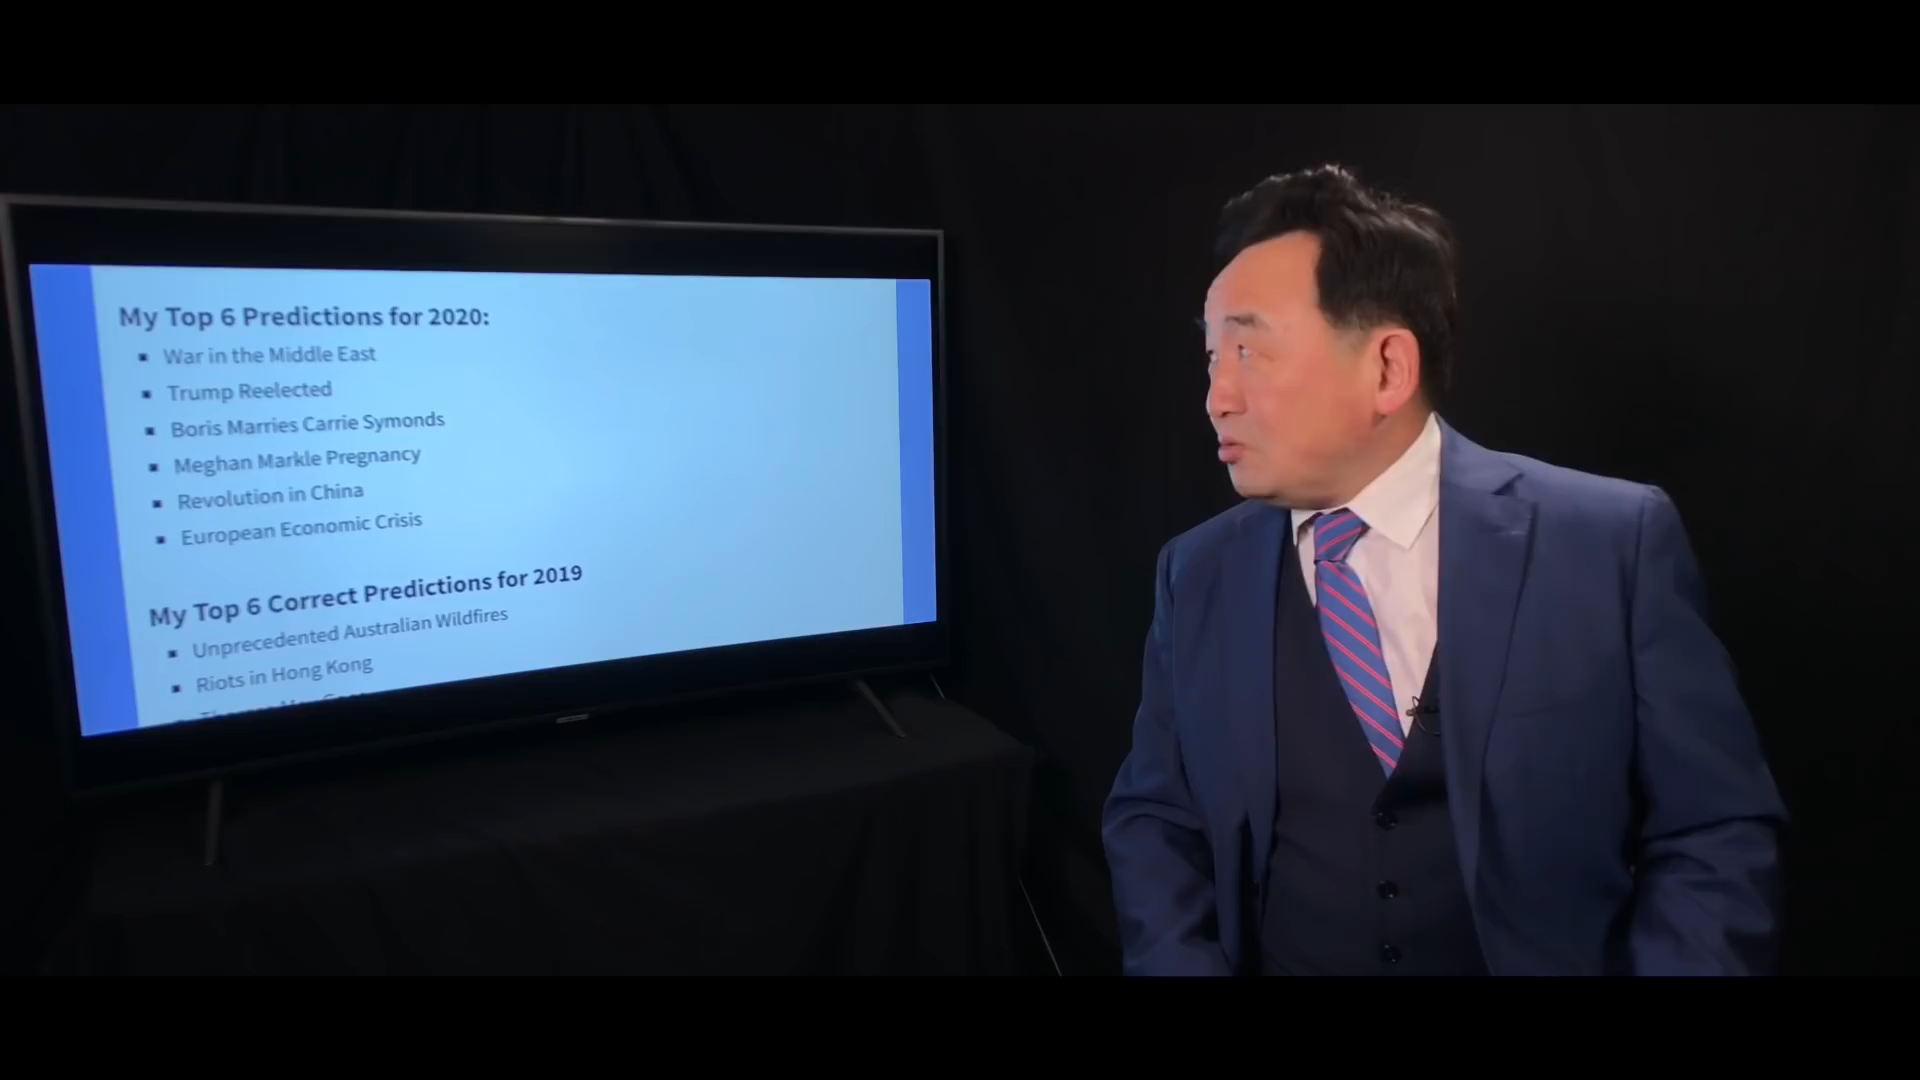 My Top 6 Predictions for 2020:
War in the Middle East
Trump Reelected
Boris Marries Carrie Symonds
Meghan Markle Pregnancy
Revolution in China
European Economic Crisis
My Top 6 Correct Predictions for 2019
Unprecedented Australian Wildfires
Riots in Hong Kong